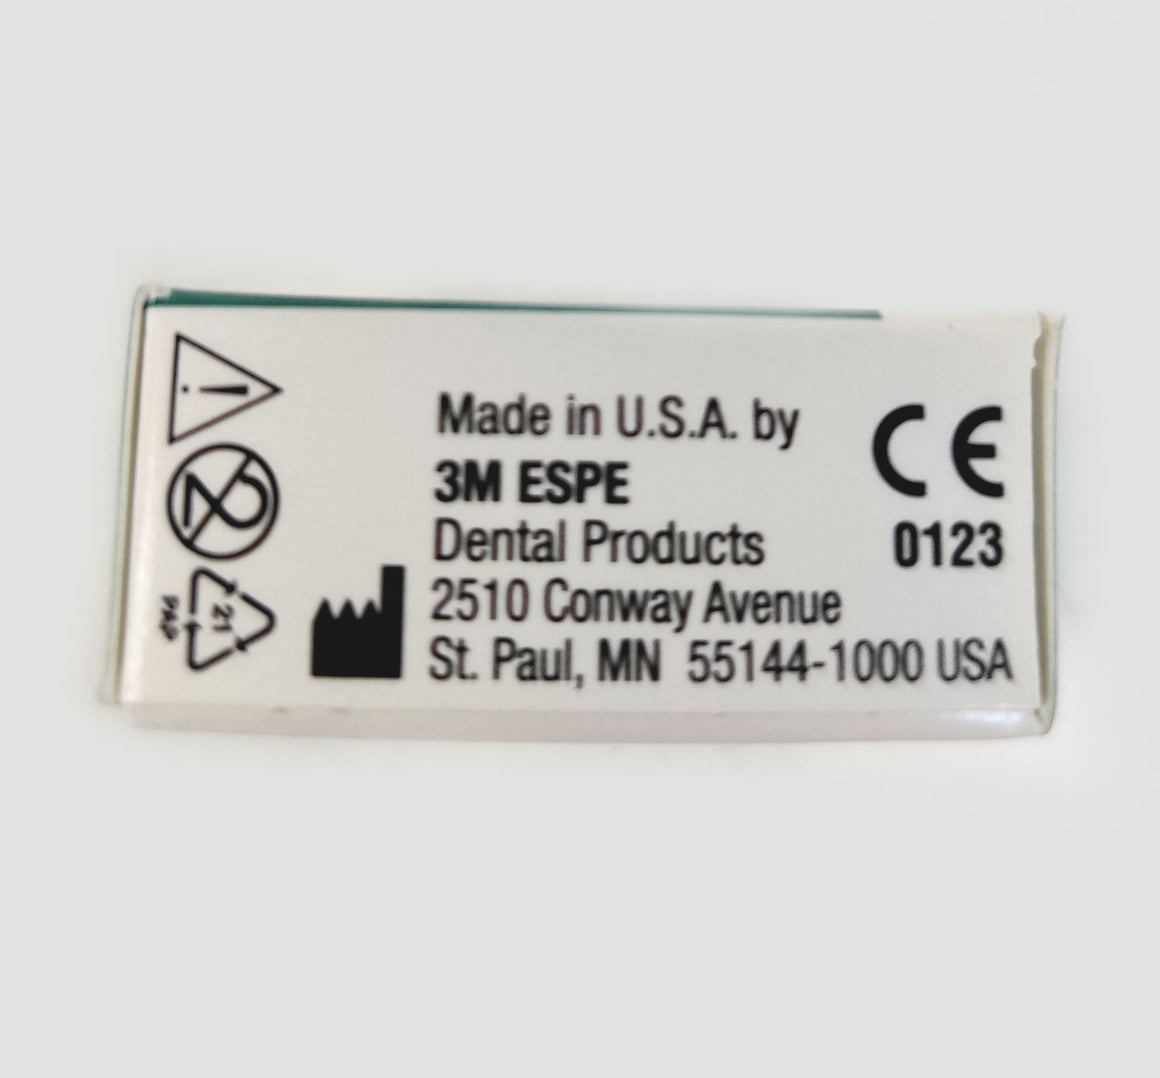 Made in U.S.A. by
3M ESPE
Dental Products
2510 Conway Avenue
St. Paul, MN 55144-1000 USA
CE
0123
!
2
21
PAP